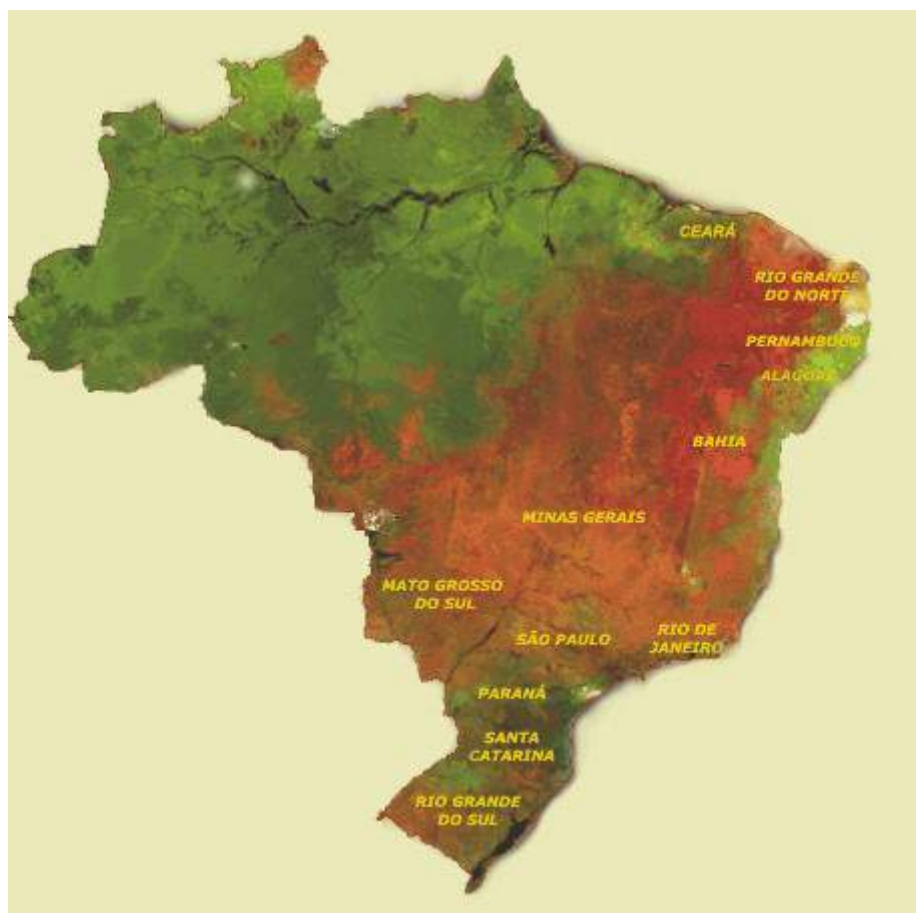 CEARÁ
RIO GRANDE
DO NORTE
PERNAMBUCO
ALAGOAS
BAHIA
MINAS GERAIS
MATO GROSSO
DO SUL
SÃO PAULO
RIO DE
JANEIRO
PARANÁ
SANTA
CATARINA
RIO GRANDE
DO SUL